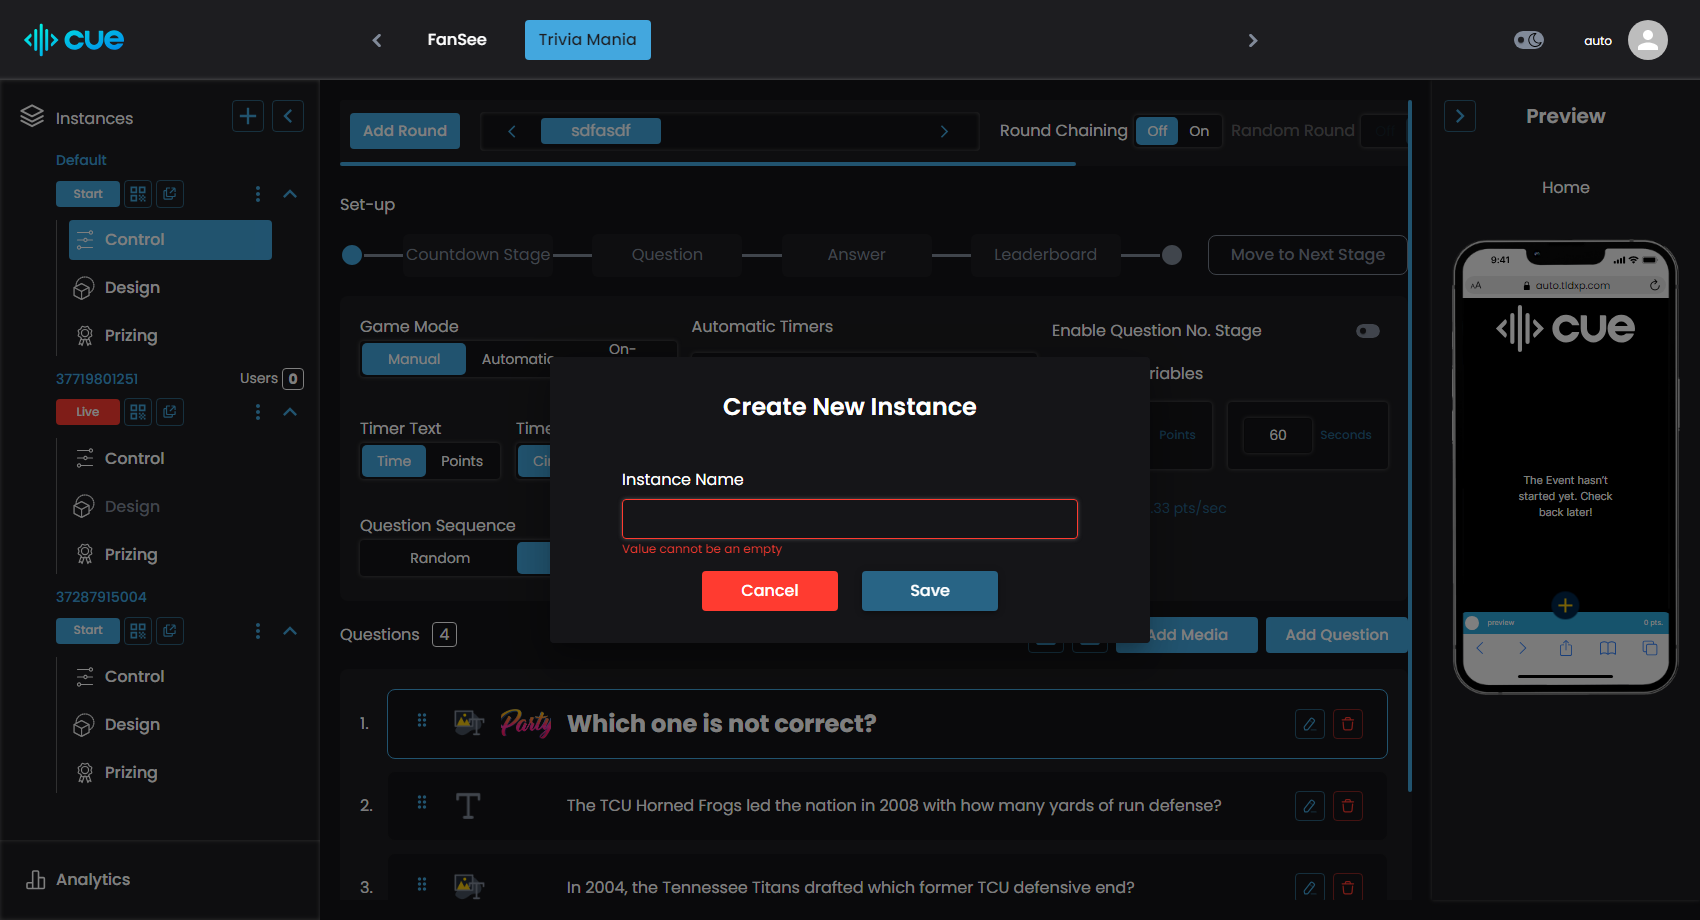 cue
FanSee
Trivia Mania
auto
Instances
Default
Start
Control
Design
Prizing
37719801251
Users 0
Live
Control
Design
Prizing
37287915004
Start
Control
Design
Prizing
Analytics
Add Round
sdfasdf
Round Chaining
Off
On
Random Round
Off
Set-up
Countdown Stage
Question
Answer
Leaderboard
Move to Next Stage
Game Mode
Manual
Automatic
On-
Automatic Timers
Enable Question No. Stage
riables
Timer Text
Time
Points
Time
Cir
Points
60
Seconds
.33 pts/sec
Question Sequence
Random
Create New Instance
Instance Name
Value cannot be an empty
Cancel
Save
Questions 4
Add Media
Add Question
1.
Party
Which one is not correct?
2.
T
The TCU Horned Frogs led the nation in 2008 with how many yards of run defense?
3.
In 2004, the Tennessee Titans drafted which former TCU defensive end?
Preview
Home
9:41
AA
auto.tldxp.com
cue
The Event hasn't
started yet. Check
back later!
preview
0 pts.